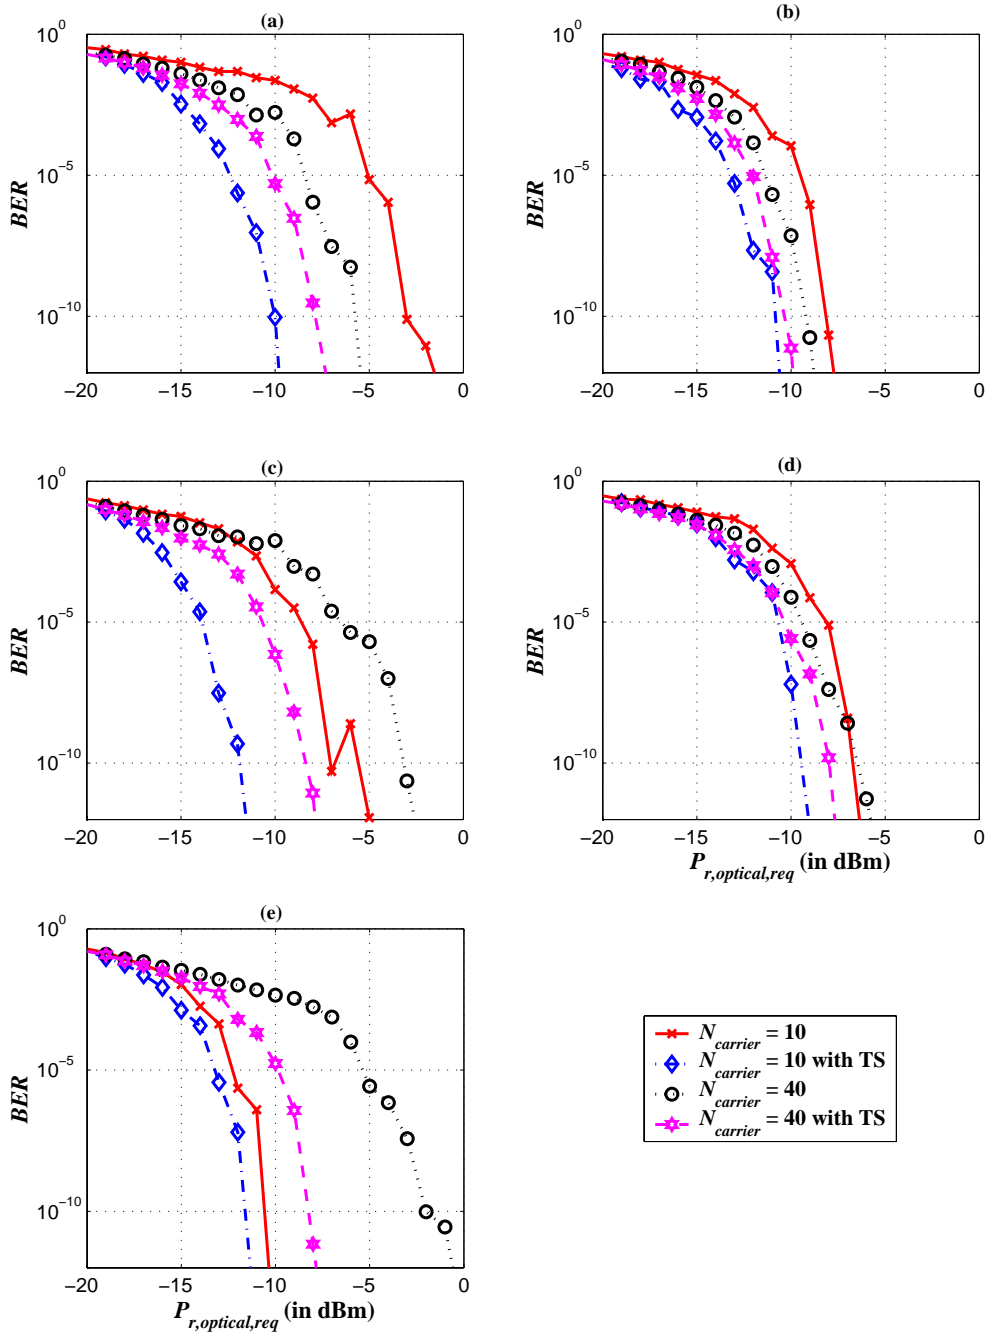 (a)
10^0
10^-5
10^-10
BER
−20 −15 −10 −5 0
(b)
10^0
10^-5
10^-10
BER
−20 −15 −10 −5 0
(c)
10^0
10^-5
10^-10
BER
−20 −15 −10 −5 0
(d)
10^0
10^-5
10^-10
BER
−20 −15 −10 −5 0
P_r,optical,req (in dBm)
(e)
10^0
10^-5
10^-10
BER
−20 −15 −10 −5 0
P_r,optical,req (in dBm)
N_carrier = 10
N_carrier = 10 with TS
N_carrier = 40
N_carrier = 40 with TS